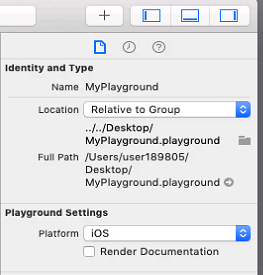 Identity and Type
Name MyPlayground
Location Relative to Group
../../Desktop/
MyPlayground.playground
Full Path /Users/user189805/
Desktop/
MyPlayground.playground
Playground Settings
Platform iOS
Render Documentation